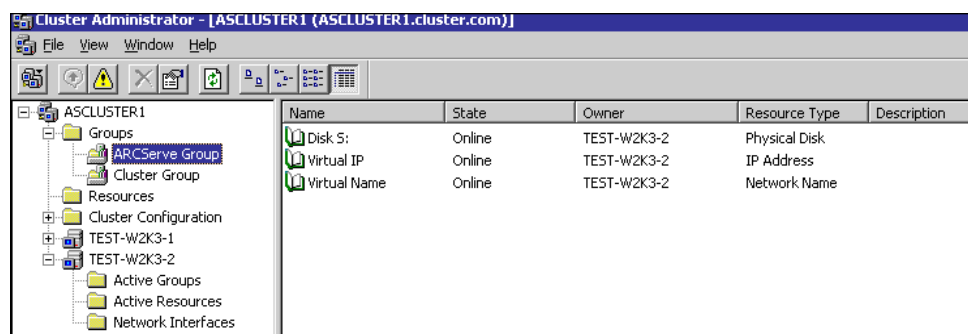 Cluster Administrator - [ASCLUSTER1 (ASCLUSTER1.cluster.com)]
File View Window Help
ASCLUSTER1
Groups
ARCServe Group
Cluster Group
Resources
Cluster Configuration
TEST-W2K3-1
TEST-W2K3-2
Active Groups
Active Resources
Network Interfaces
Name State Owner Resource Type Description
Disk S: Online TEST-W2K3-2 Physical Disk
Virtual IP Online TEST-W2K3-2 IP Address
Virtual Name Online TEST-W2K3-2 Network Name